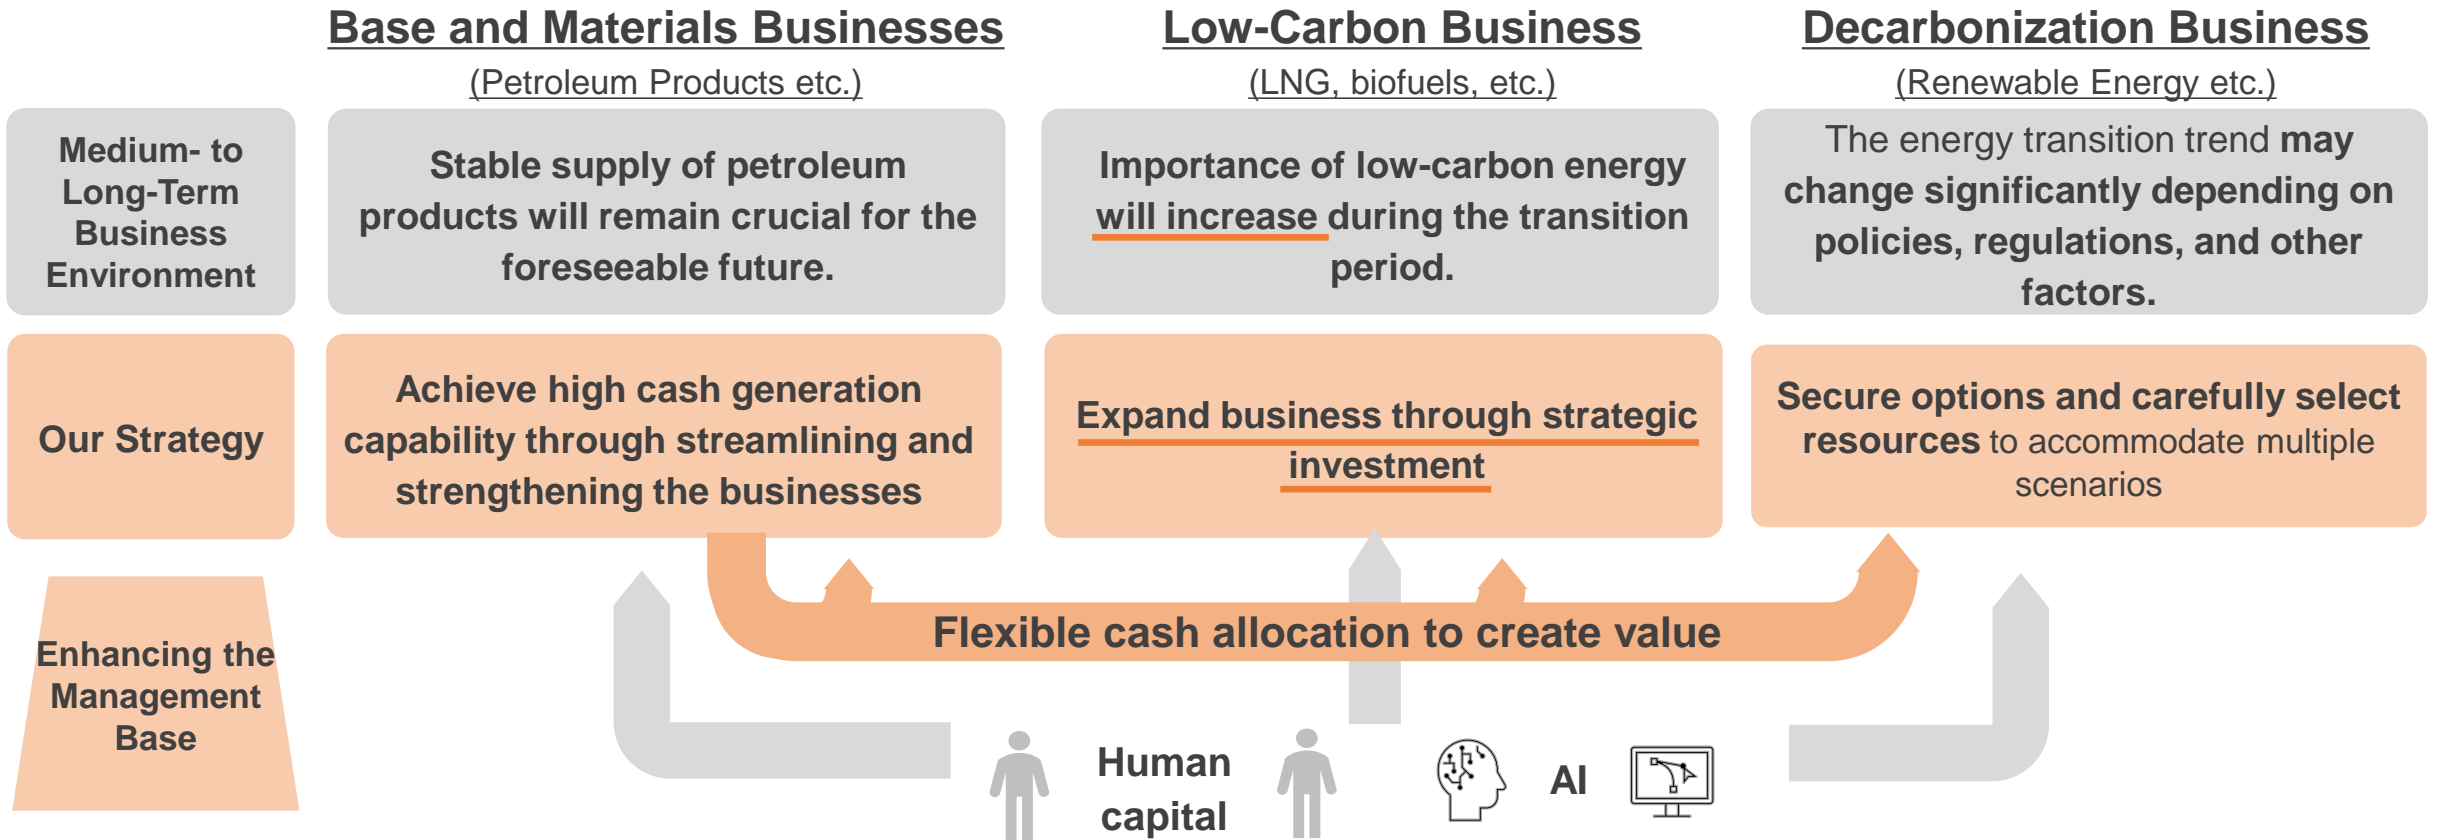 Base and Materials Businesses
(Petroleum Products etc.)
Low-Carbon Business
(LNG, biofuels, etc.)
Decarbonization Business
(Renewable Energy etc.)
Medium- to
Long-Term
Business
Environment
Stable supply of petroleum
products will remain crucial for the
foreseeable future.
Importance of low-carbon energy
will increase during the transition
period.
The energy transition trend may
change significantly depending on
policies, regulations, and other
factors.
Our Strategy
Achieve high cash generation
capability through streamlining and
strengthening the businesses
Expand business through strategic
investment
Secure options and carefully select
resources to accommodate multiple
scenarios
Enhancing the
Management
Base
Flexible cash allocation to create value
Human
capital
AI